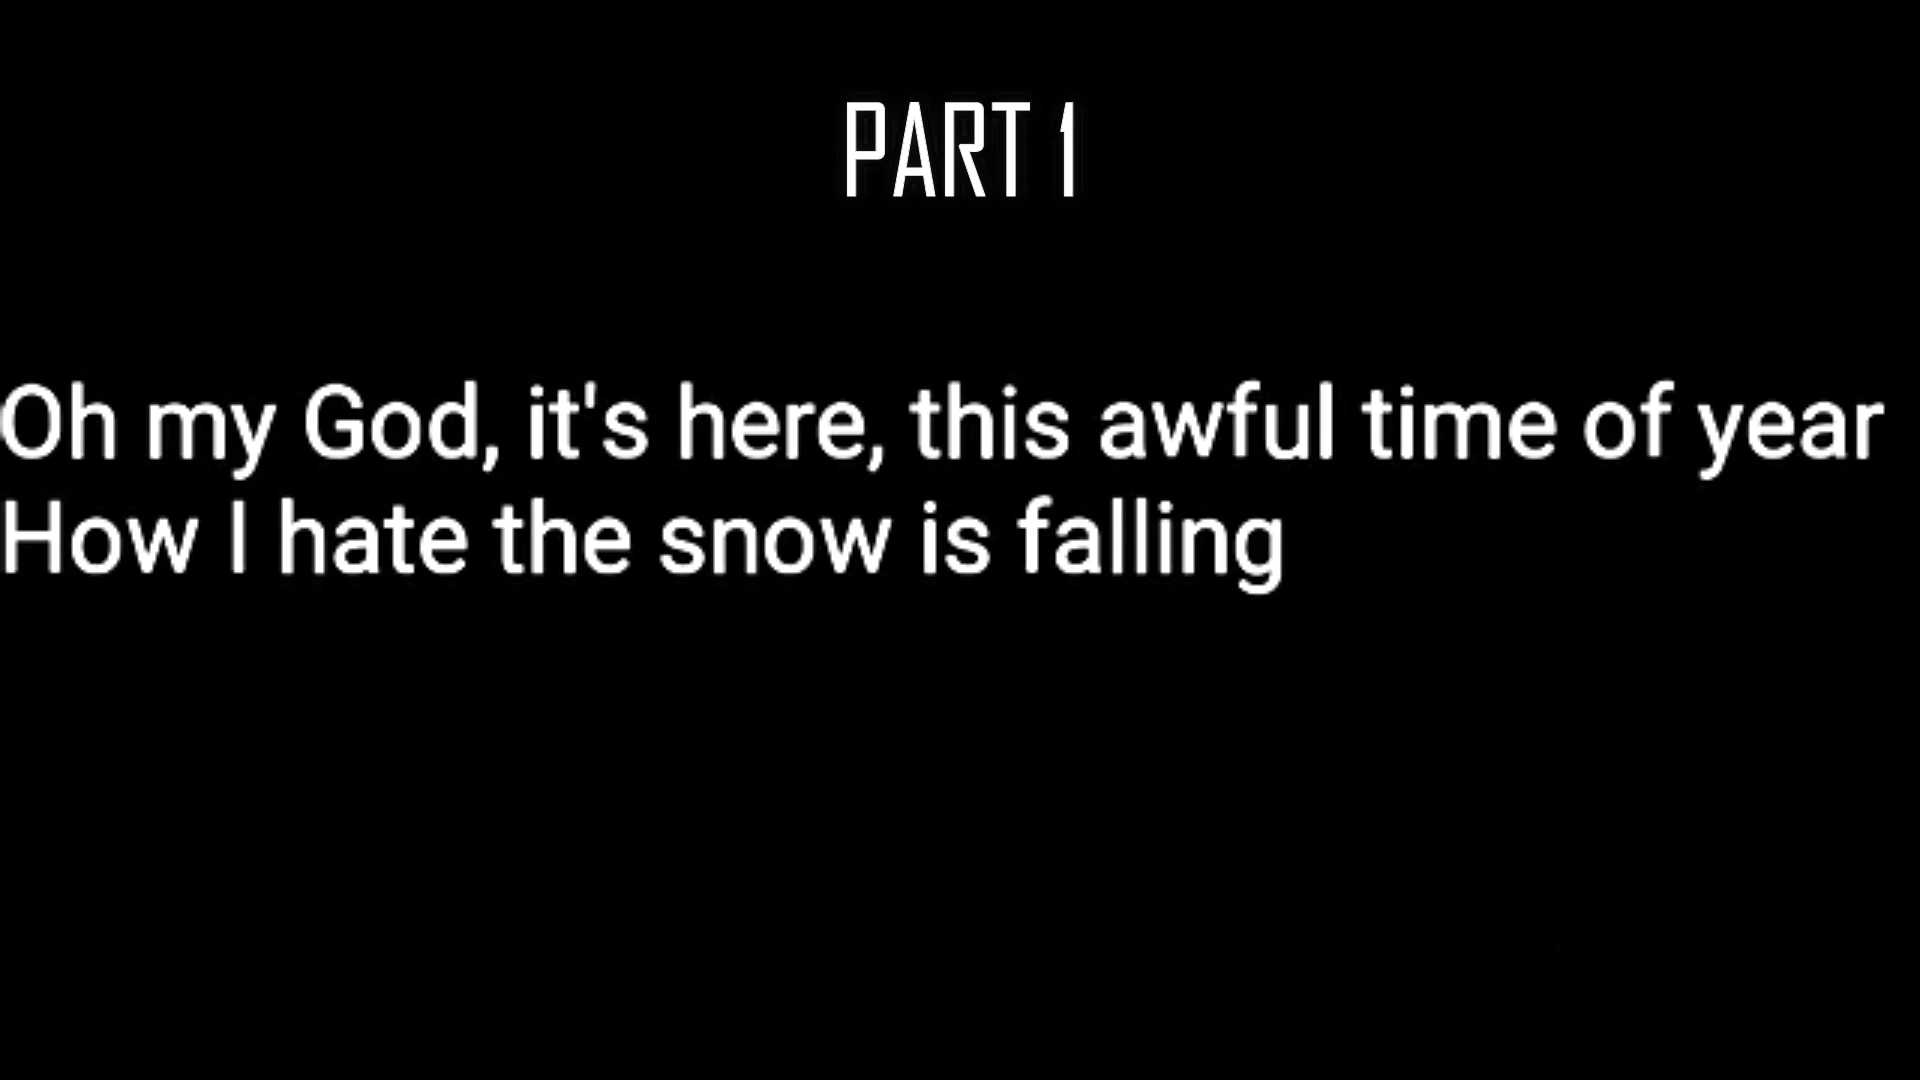 PART 1
Oh my God, it's here, this awful time of year
How I hate the snow is falling